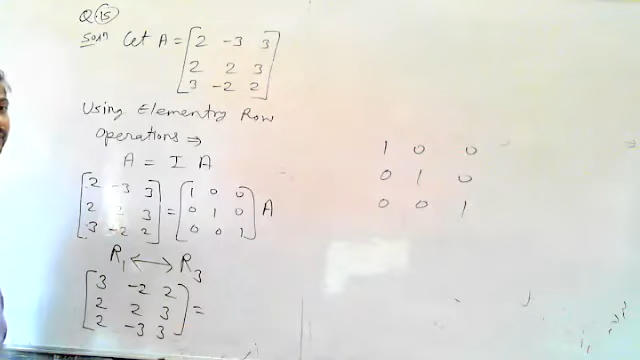 Q 15
Soln Let A = [2 -3 3
2 2 3
3 -2 2]
Using Elementry Row
Operations ⇒
A = I A
[2 -3 3
2 2 3
3 -2 2] = [1 0 0
0 1 0
0 0 1] A
R1 ↔ R3
[3 -2 2
2 2 3
2 -3 3] =
1 0 0
0 1 0
0 0 1